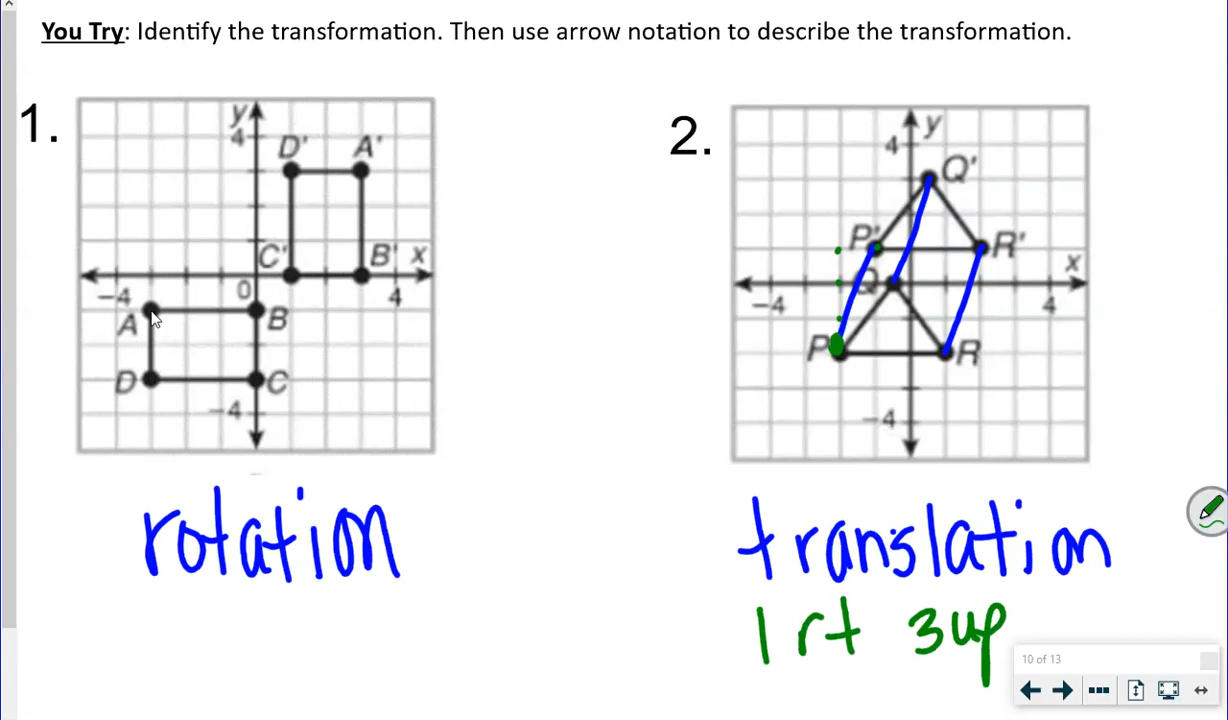 You Try: Identify the transformation. Then use arrow notation to describe the transformation.
1.
y
4
D' A'
C' B' x
-4 0 4
A B
D C
-4
rotation
2.
y
4
Q'
P' R'
x
Q
-4 4
P R
-4
translation
1 rt 3 up
10 of 13